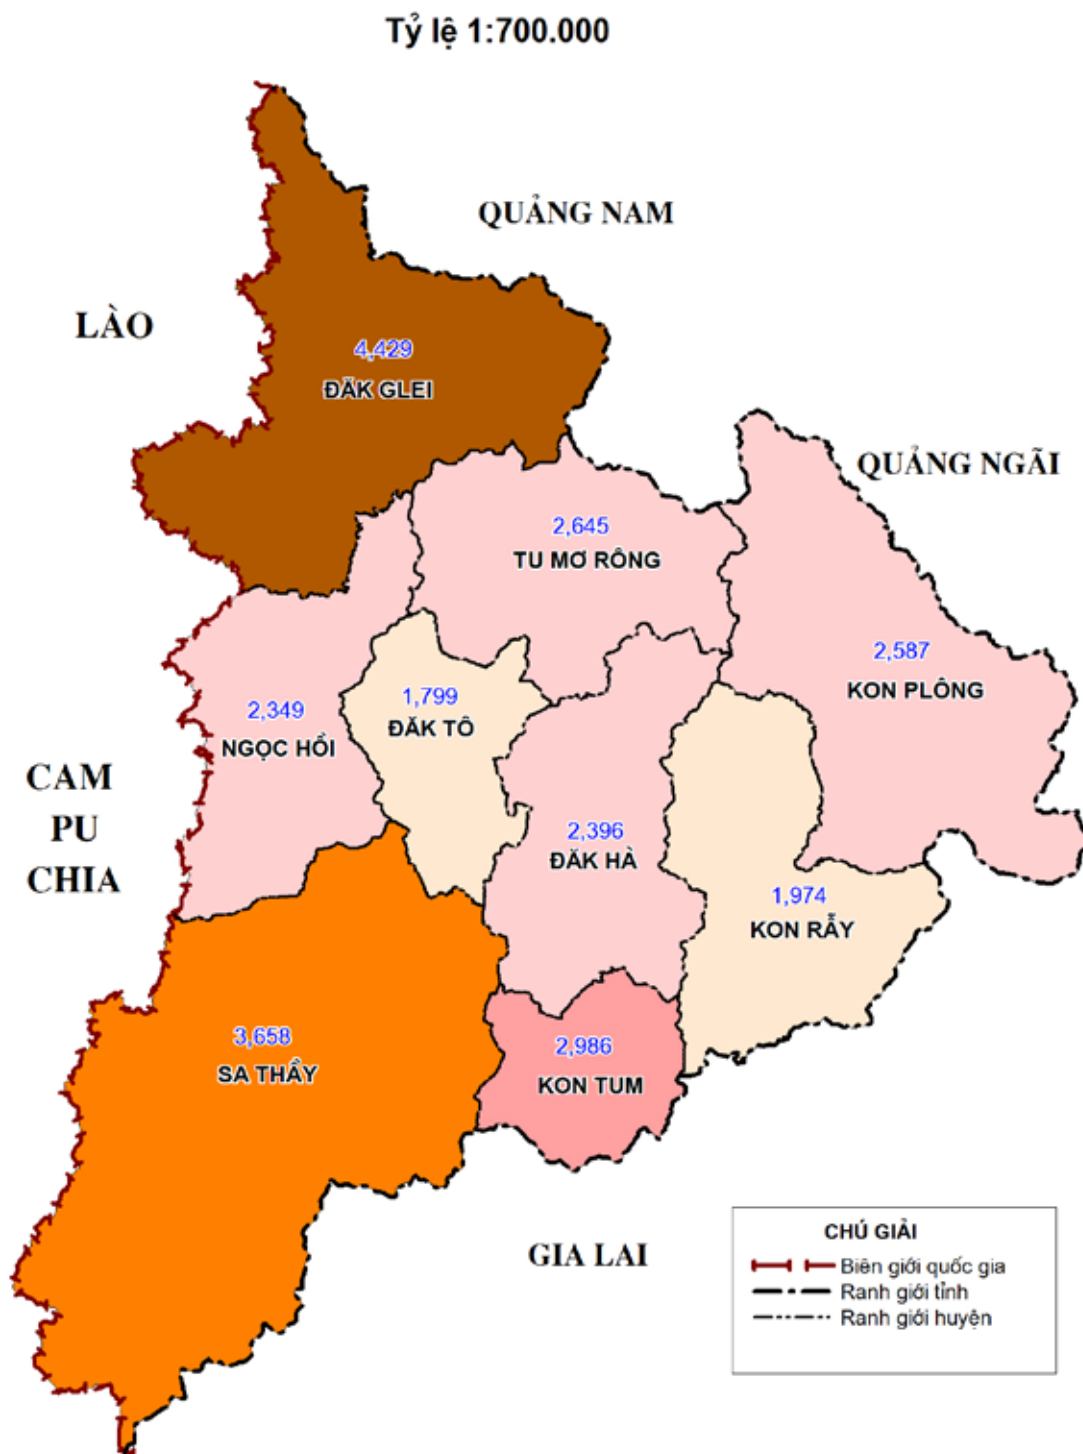 Tỷ lệ 1:700.000
QUẢNG NAM
LÀO
4,429
ĐĂK GLEI
QUẢNG NGÃI
2,645
TU MƠ RÔNG
2,587
KON PLÔNG
2,349
NGỌC HỒI
1,799
ĐĂK TÔ
CAM
PU
CHIA
2,396
ĐĂK HÀ
1,974
KON RẪY
3,658
SA THẦY
2,986
KON TUM
GIA LAI
CHÚ GIẢI
Biên giới quốc gia
Ranh giới tỉnh
Ranh giới huyện